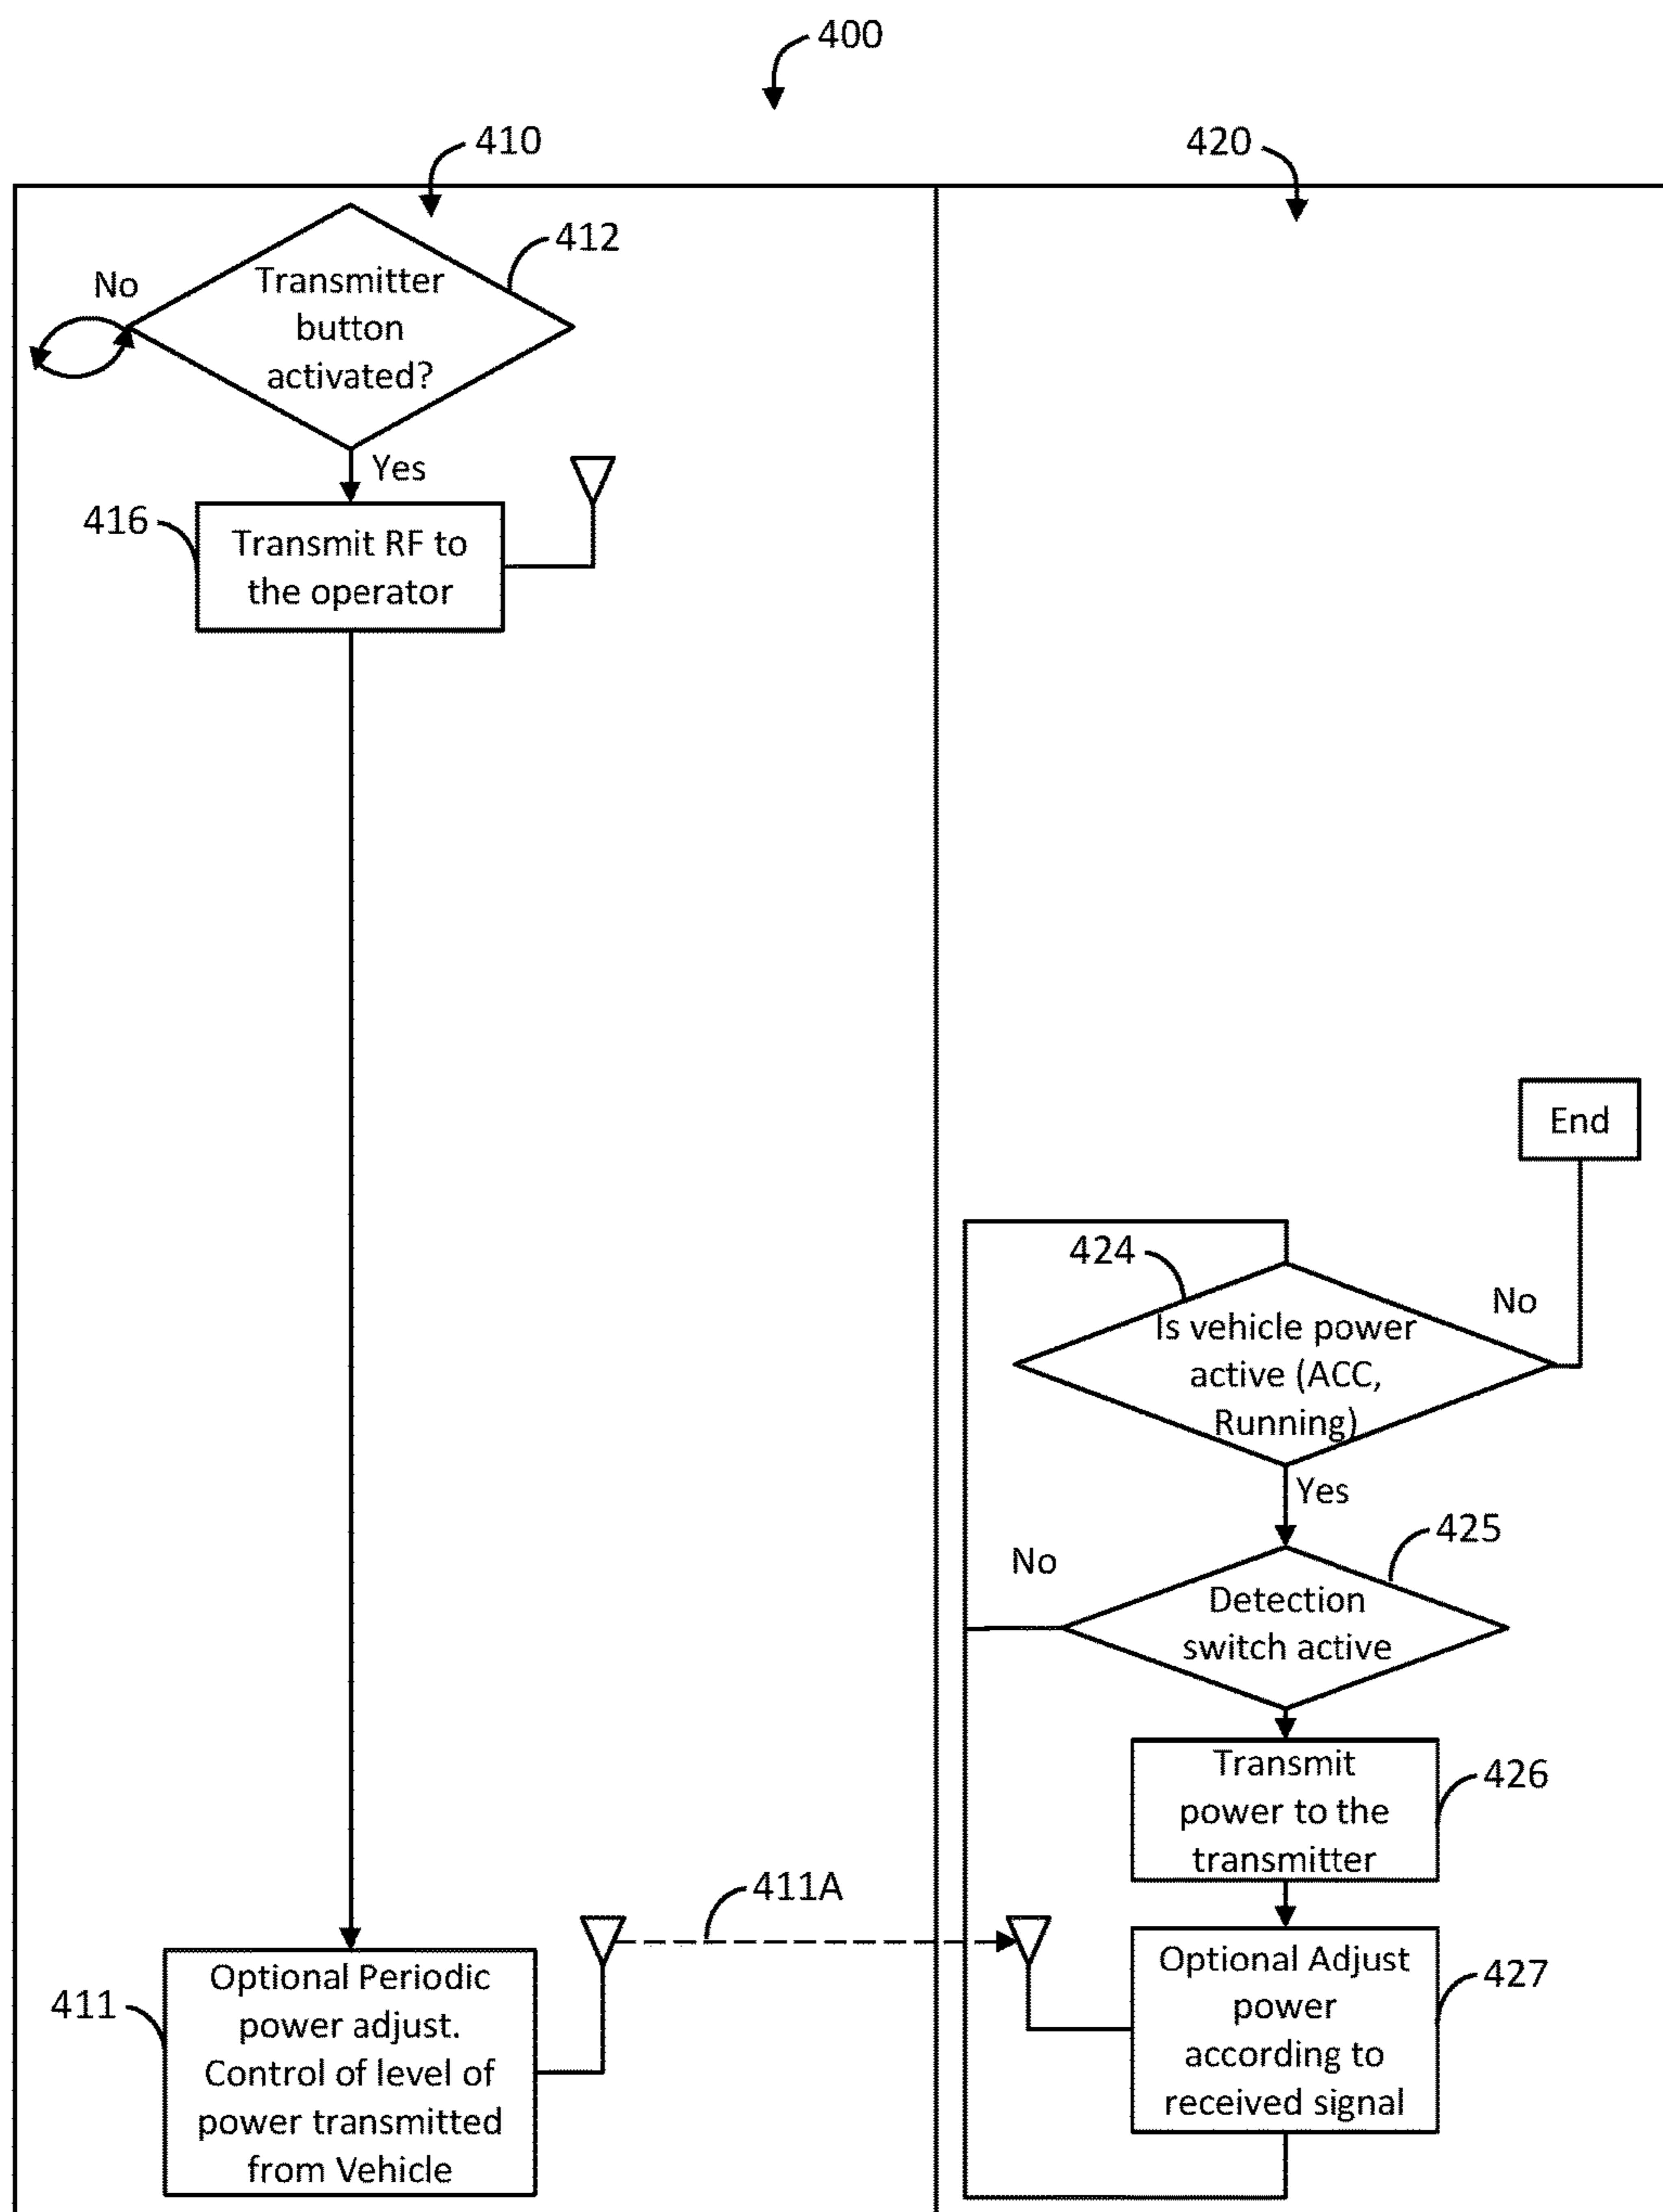 400
410
420
412
No
Transmitter
button
activated?
Yes
416
Transmit RF to
the operator
End
424
No
Is vehicle power
active (ACC,
Running)
Yes
425
No
Detection
switch active
Transmit
power to the
transmitter
426
411A
411
Optional Periodic
power adjust.
Control of level of
power transmitted
from Vehicle
Optional Adjust
power
according to
received signal
427